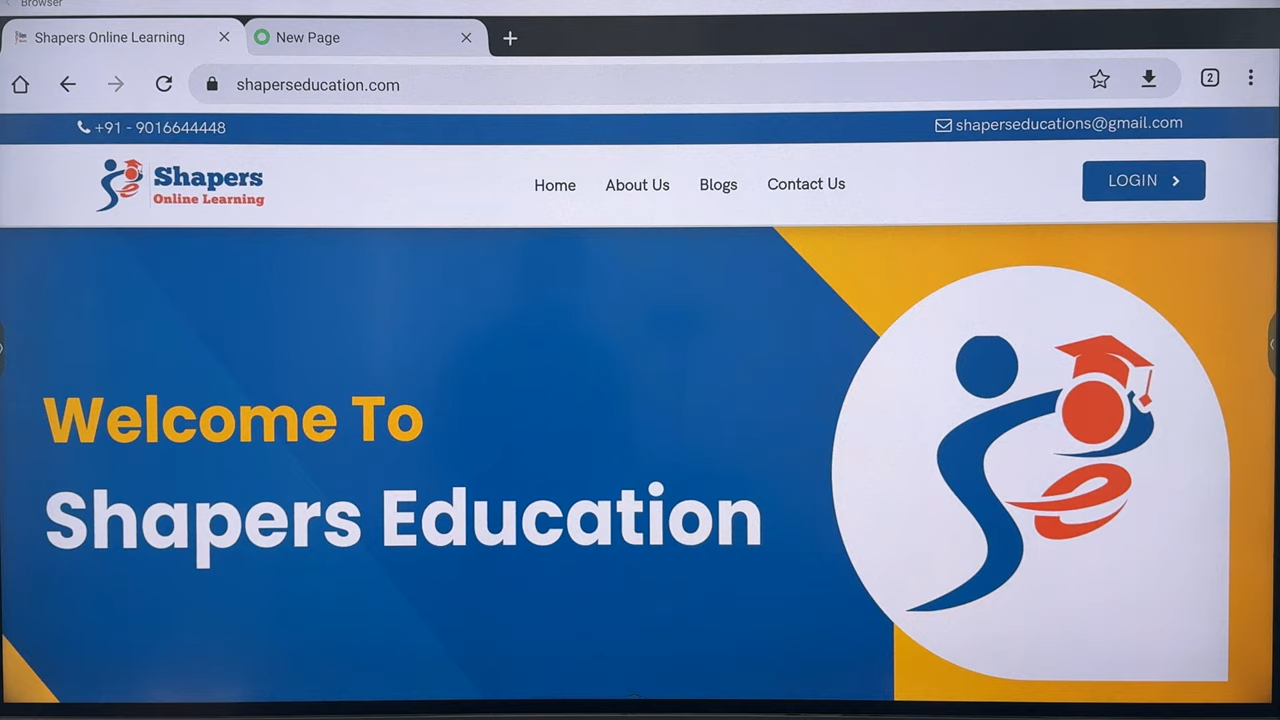 Browser
Shapers Online Learning
New Page
shaperseducation.com
2
+91 - 9016644448
shaperseducations@gmail.com
Shapers
Online Learning
Home
About Us
Blogs
Contact Us
LOGIN
Welcome To
Shapers Education